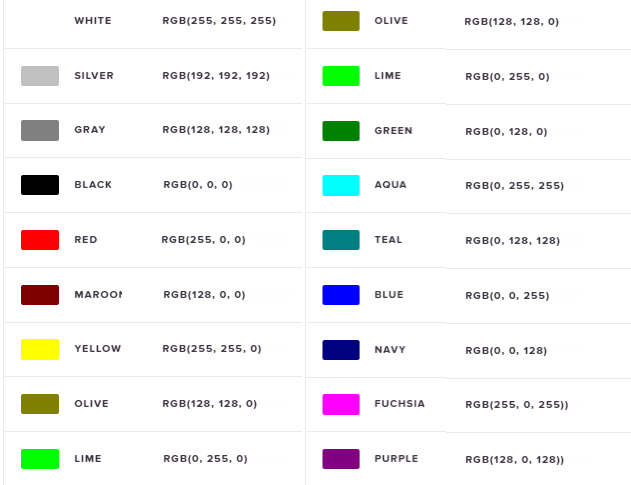 WHITE RGB(255, 255, 255)
SILVER RGB(192, 192, 192)
GRAY RGB(128, 128, 128)
BLACK RGB(0, 0, 0)
RED RGB(255, 0, 0)
MAROON RGB(128, 0, 0)
YELLOW RGB(255, 255, 0)
OLIVE RGB(128, 128, 0)
LIME RGB(0, 255, 0)
OLIVE RGB(128, 128, 0)
LIME RGB(0, 255, 0)
GREEN RGB(0, 128, 0)
AQUA RGB(0, 255, 255)
TEAL RGB(0, 128, 128)
BLUE RGB(0, 0, 255)
NAVY RGB(0, 0, 128)
FUCHSIA RGB(255, 0, 255))
PURPLE RGB(128, 0, 128))